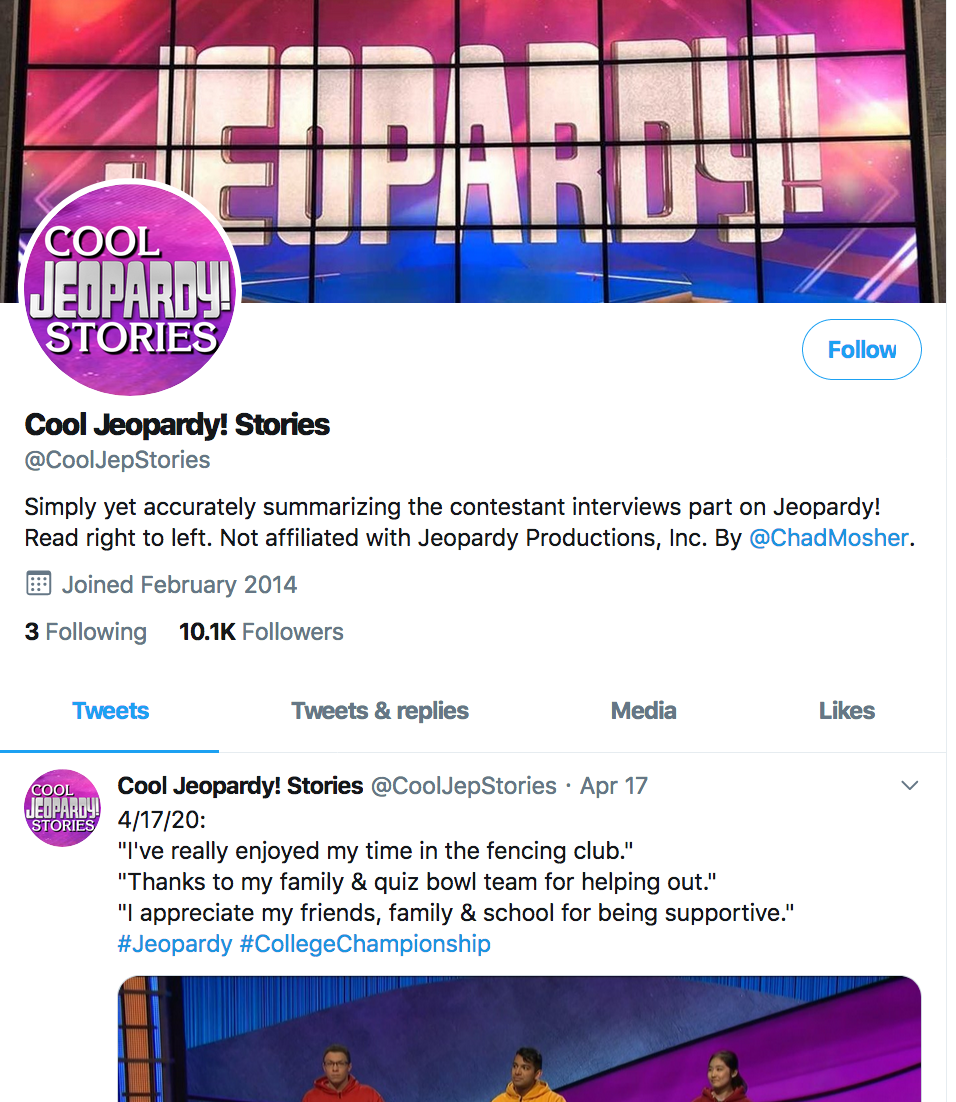 JEOPARDY!
COOL
JEOPARDY!
STORIES
Follow
Cool Jeopardy! Stories
@CoolJepStories
Simply yet accurately summarizing the contestant interviews part on Jeopardy!
Read right to left. Not affiliated with Jeopardy Productions, Inc. By @ChadMosher.
Joined February 2014
3 Following 10.1K Followers
Tweets Tweets & replies Media Likes
COOL
JEOPARDY!
STORIES
Cool Jeopardy! Stories @CoolJepStories · Apr 17
4/17/20:
"I've really enjoyed my time in the fencing club."
"Thanks to my family & quiz bowl team for helping out."
"I appreciate my friends, family & school for being supportive."
#Jeopardy #CollegeChampionship